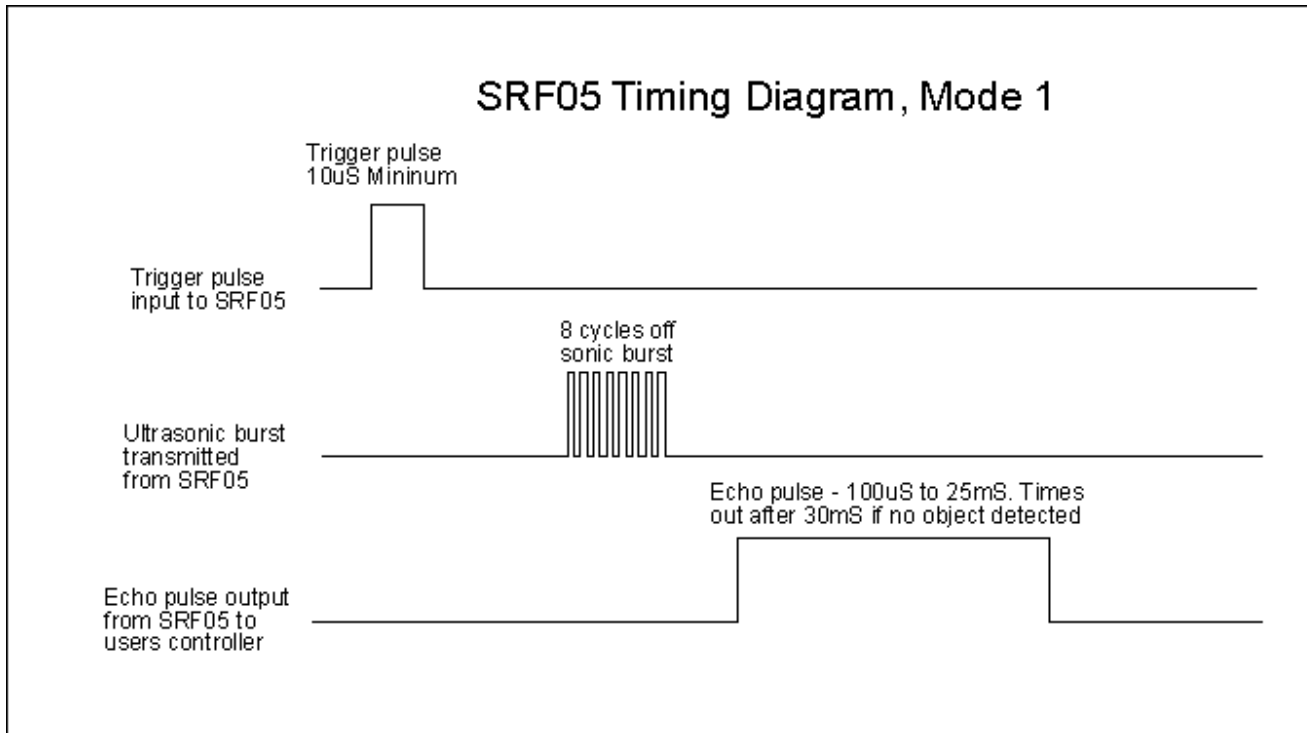 SRF05 Timing Diagram, Mode 1
Trigger pulse
10uS Mininum
Trigger pulse
input to SRF05
8 cycles off
sonic burst
Ultrasonic burst
transmitted
from SRF05
Echo pulse - 100uS to 25mS. Times
out after 30mS if no object detected
Echo pulse output
from SRF05 to
users controller